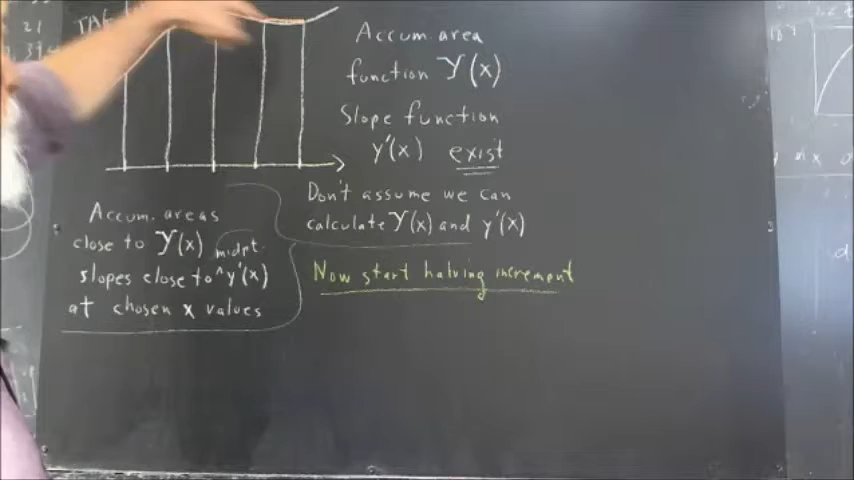 Accum. area
function Y(x)
Slope function
y'(x) exist
Don't assume we can
calculate Y(x) and y'(x)
Accum. areas
close to Y(x)
midpt.
slopes close to ^ y'(x)
at chosen x values
Now start halving increment